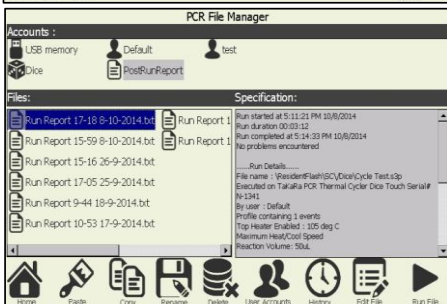 PCR File Manager
Accounts :
USB memory
Default
test
Dice
PostRunReport
Files:
Run Report 17-18 8-10-2014.txt
Run Report 1
Run Report 15-59 8-10-2014.txt
Run Report 1
Run Report 15-16 26-9-2014.txt
Run Report 17-05 25-9-2014.txt
Run Report 9-44 18-9-2014.txt
Run Report 10-53 17-9-2014.txt
Specification:
Run started at 5:11:21 PM 10/8/2014
Run duration 00:03:12
Run completed at 5:14:33 PM 10/8/2014
No problems encountered
......Run Details......
File name : \ResidentFlash\SC\/Dice\Cycle Test.s3p
Executed on TaKaRa PCR Thermal Cycler Dice Touch Serial#
N-1341
By user : Default
Profile containing 1 events
Top Heater Enabled : 105 deg C
Maximum Heat/Cool Speed
Reaction Volume: 50uL
Home
Paste
Copy
Rename
Delete
User Accounts
History
Edit File
Run File